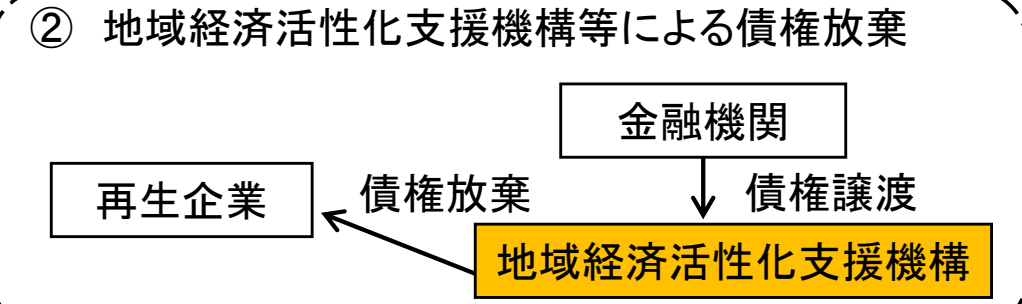 ② 地域経済活性化支援機構等による債権放棄
金融機関
再生企業
債権放棄
債権譲渡
地域経済活性化支援機構